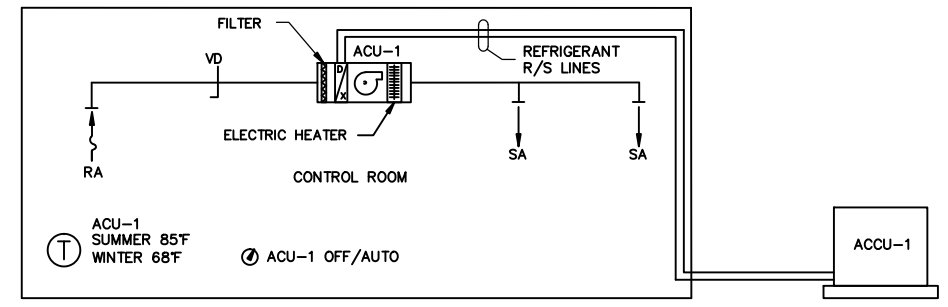 FILTER
VD
ACU-1
REFRIGERANT
R/S LINES
D
X
ELECTRIC HEATER
RA
SA
SA
CONTROL ROOM
T
ACU-1
SUMMER 85°F
WINTER 68°F
ACU-1 OFF/AUTO
ACCU-1